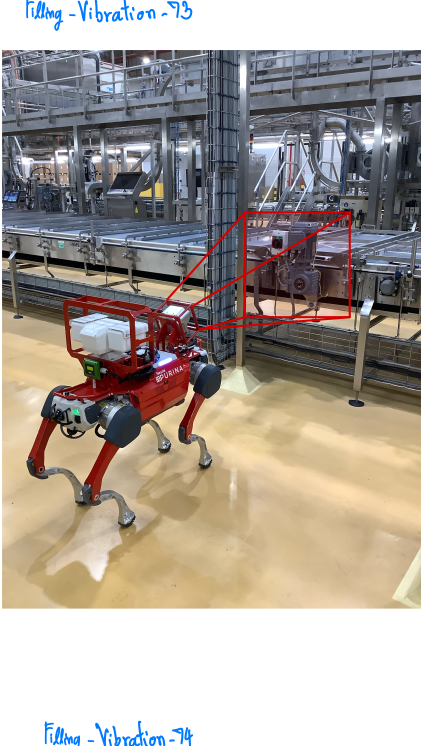 Filling - Vibration - 73
PURINA
Filling - Vibration - 74